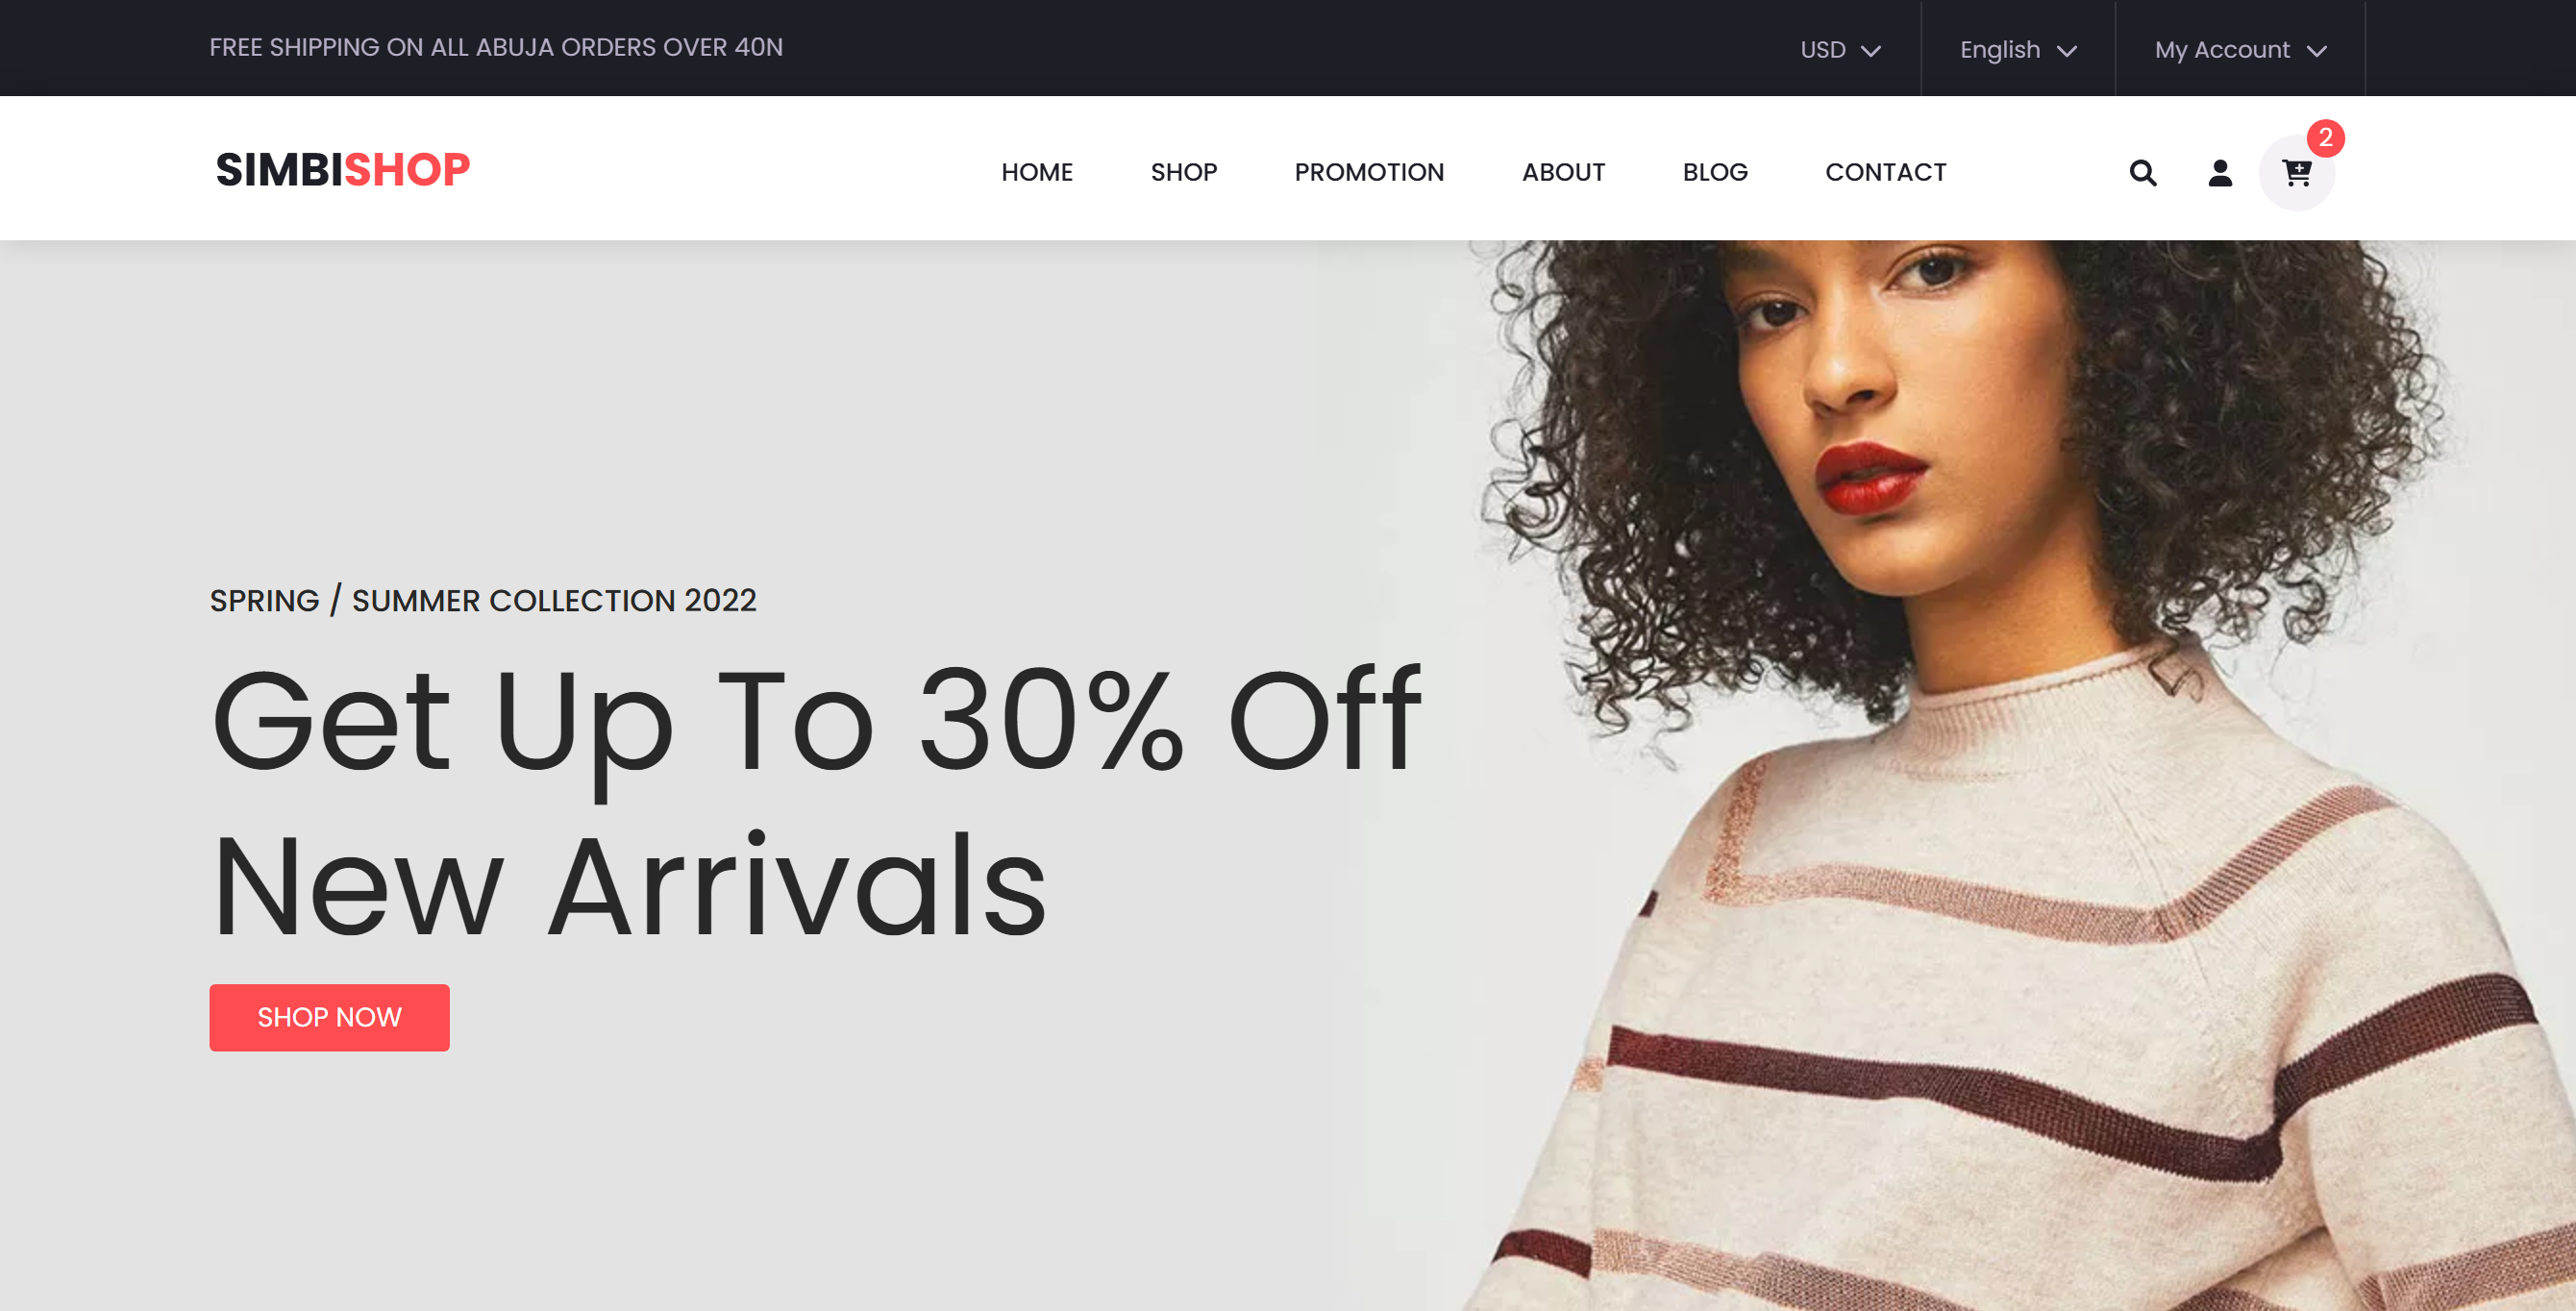 FREE SHIPPING ON ALL ABUJA ORDERS OVER 40N
USD
English
My Account
SIMBISHOP
HOME
SHOP
PROMOTION
ABOUT
BLOG
CONTACT
2
SPRING / SUMMER COLLECTION 2022
Get Up To 30% Off
New Arrivals
SHOP NOW